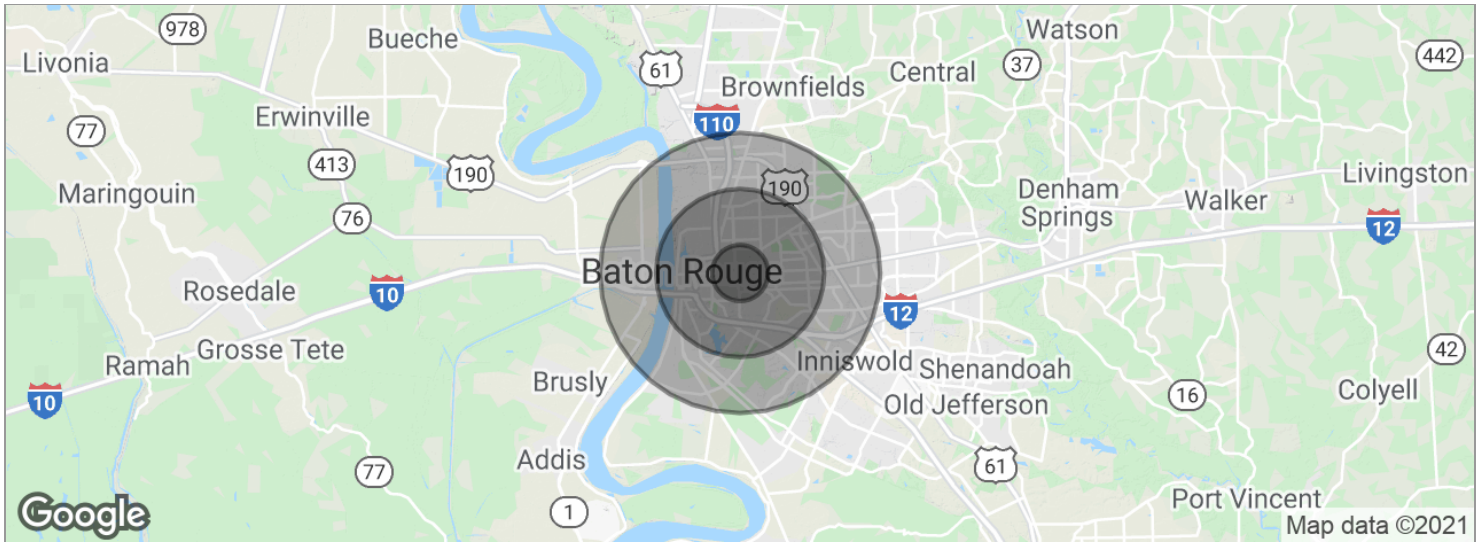 978
Bueche
Watson
Livonia
61
Central
37
442
Brownfields
77
Erwinville
110
413
190
190
Livingston
Maringouin
Denham
Springs
Walker
76
12
Baton Rouge
Rosedale
10
12
Grosse Tete
Ramah
Inniswold
Shenandoah
42
Brusly
Colyell
10
Old Jefferson
16
Addis
77
61
Port Vincent
1
Google
Map data ©2021